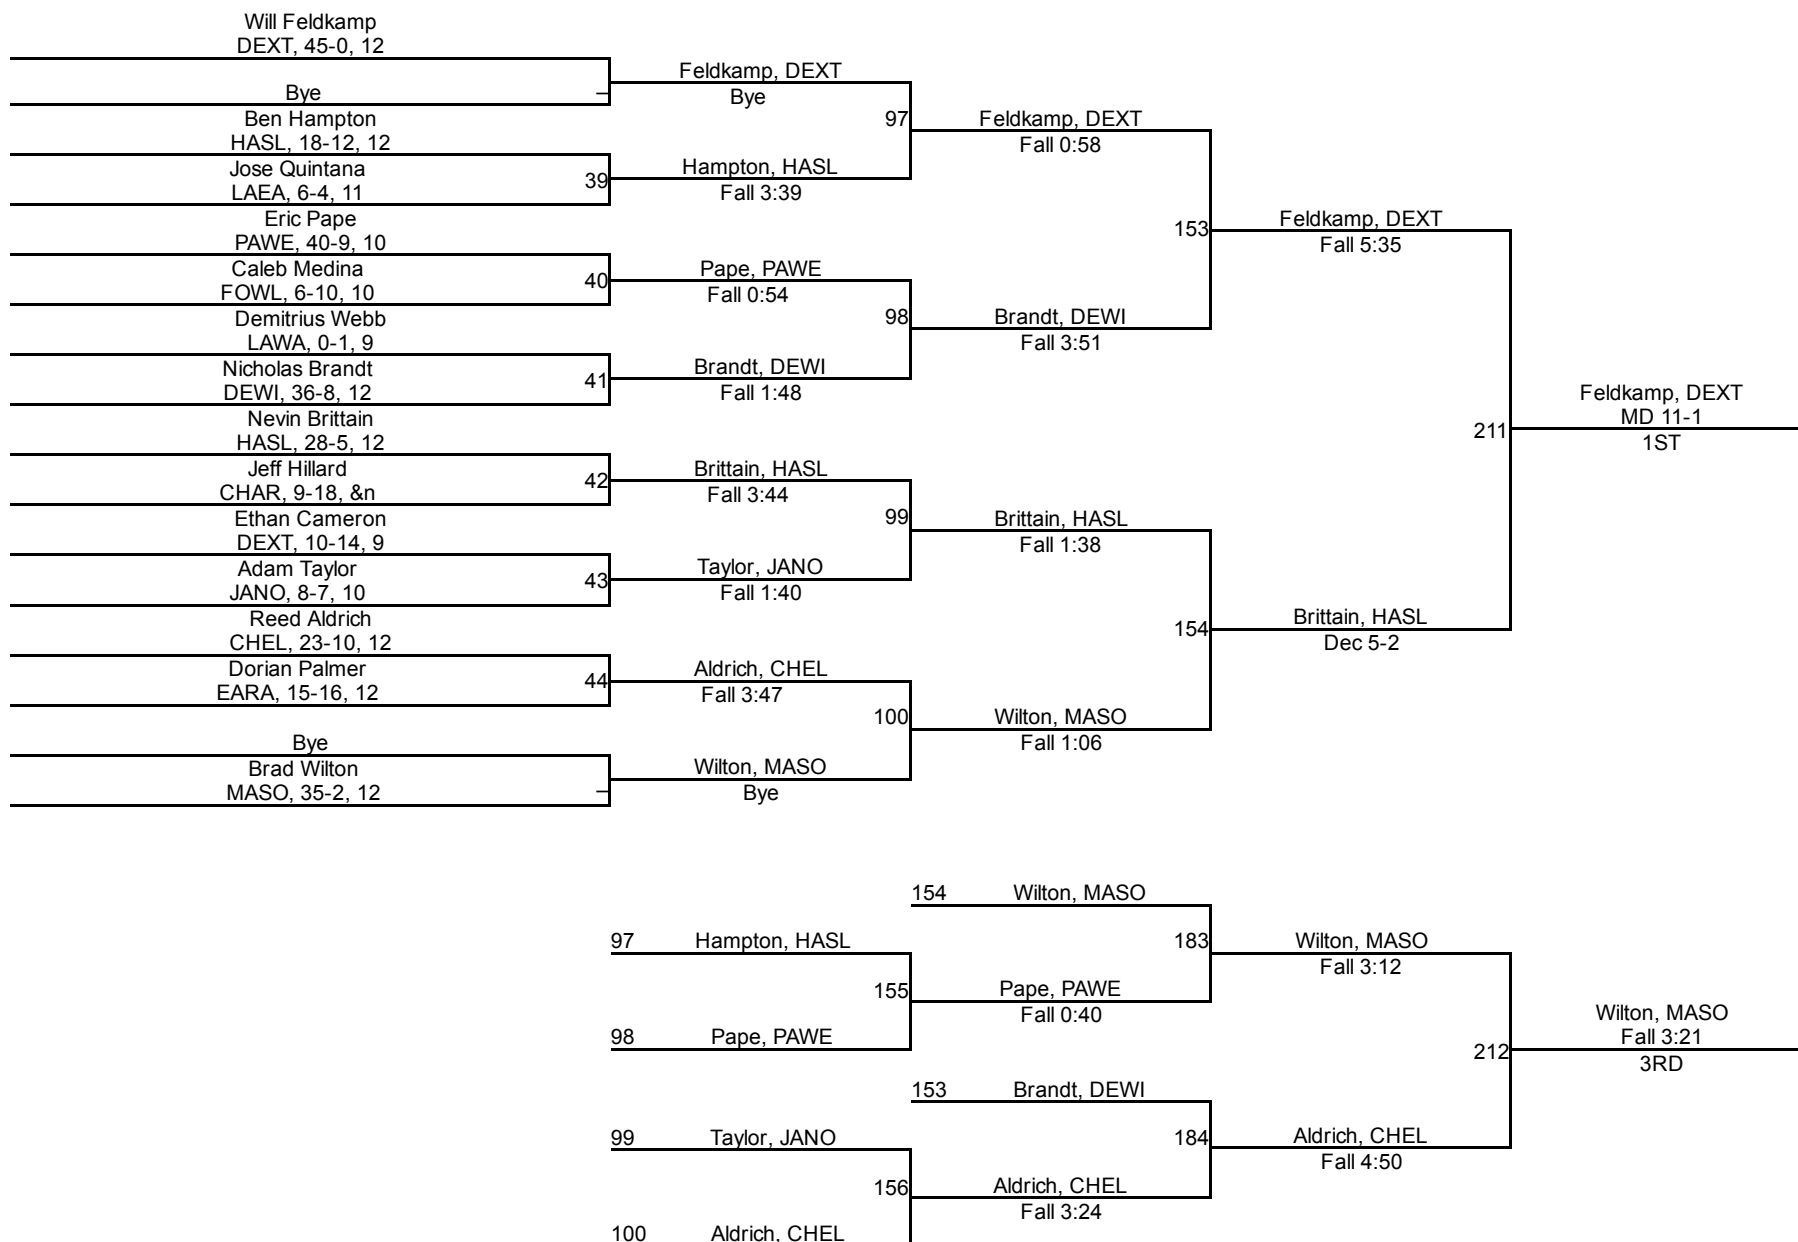 Will Feldkamp
DEXT, 45-0, 12
Bye
Ben Hampton
HASL, 18-12, 12
Jose Quintana
LAEA, 6-4, 11
Eric Pape
PAWE, 40-9, 10
Caleb Medina
FOWL, 6-10, 10
Demitrius Webb
LAWA, 0-1, 9
Nicholas Brandt
DEWI, 36-8, 12
Nevin Brittain
HASL, 28-5, 12
Jeff Hillard
CHAR, 9-18, &n
Ethan Cameron
DEXT, 10-14, 9
Adam Taylor
JANO, 8-7, 10
Reed Aldrich
CHEL, 23-10, 12
Dorian Palmer
EARA, 15-16, 12
Bye
Brad Wilton
MASO, 35-2, 12
–
39
40
41
42
43
44
–
Feldkamp, DEXT
Bye
Hampton, HASL
Fall 3:39
Pape, PAWE
Fall 0:54
Brandt, DEWI
Fall 1:48
Brittain, HASL
Fall 3:44
Taylor, JANO
Fall 1:40
Aldrich, CHEL
Fall 3:47
Wilton, MASO
Bye
97
98
99
100
Feldkamp, DEXT
Fall 0:58
Brandt, DEWI
Fall 3:51
Brittain, HASL
Fall 1:38
Wilton, MASO
Fall 1:06
153
154
Feldkamp, DEXT
Fall 5:35
Brittain, HASL
Dec 5-2
211
Feldkamp, DEXT
MD 11-1
1ST
97 Hampton, HASL
98 Pape, PAWE
99 Taylor, JANO
100 Aldrich, CHEL
155
156
154 Wilton, MASO
Pape, PAWE
Fall 0:40
153 Brandt, DEWI
Aldrich, CHEL
Fall 3:24
183
184
Wilton, MASO
Fall 3:12
Aldrich, CHEL
Fall 4:50
212
Wilton, MASO
Fall 3:21
3RD